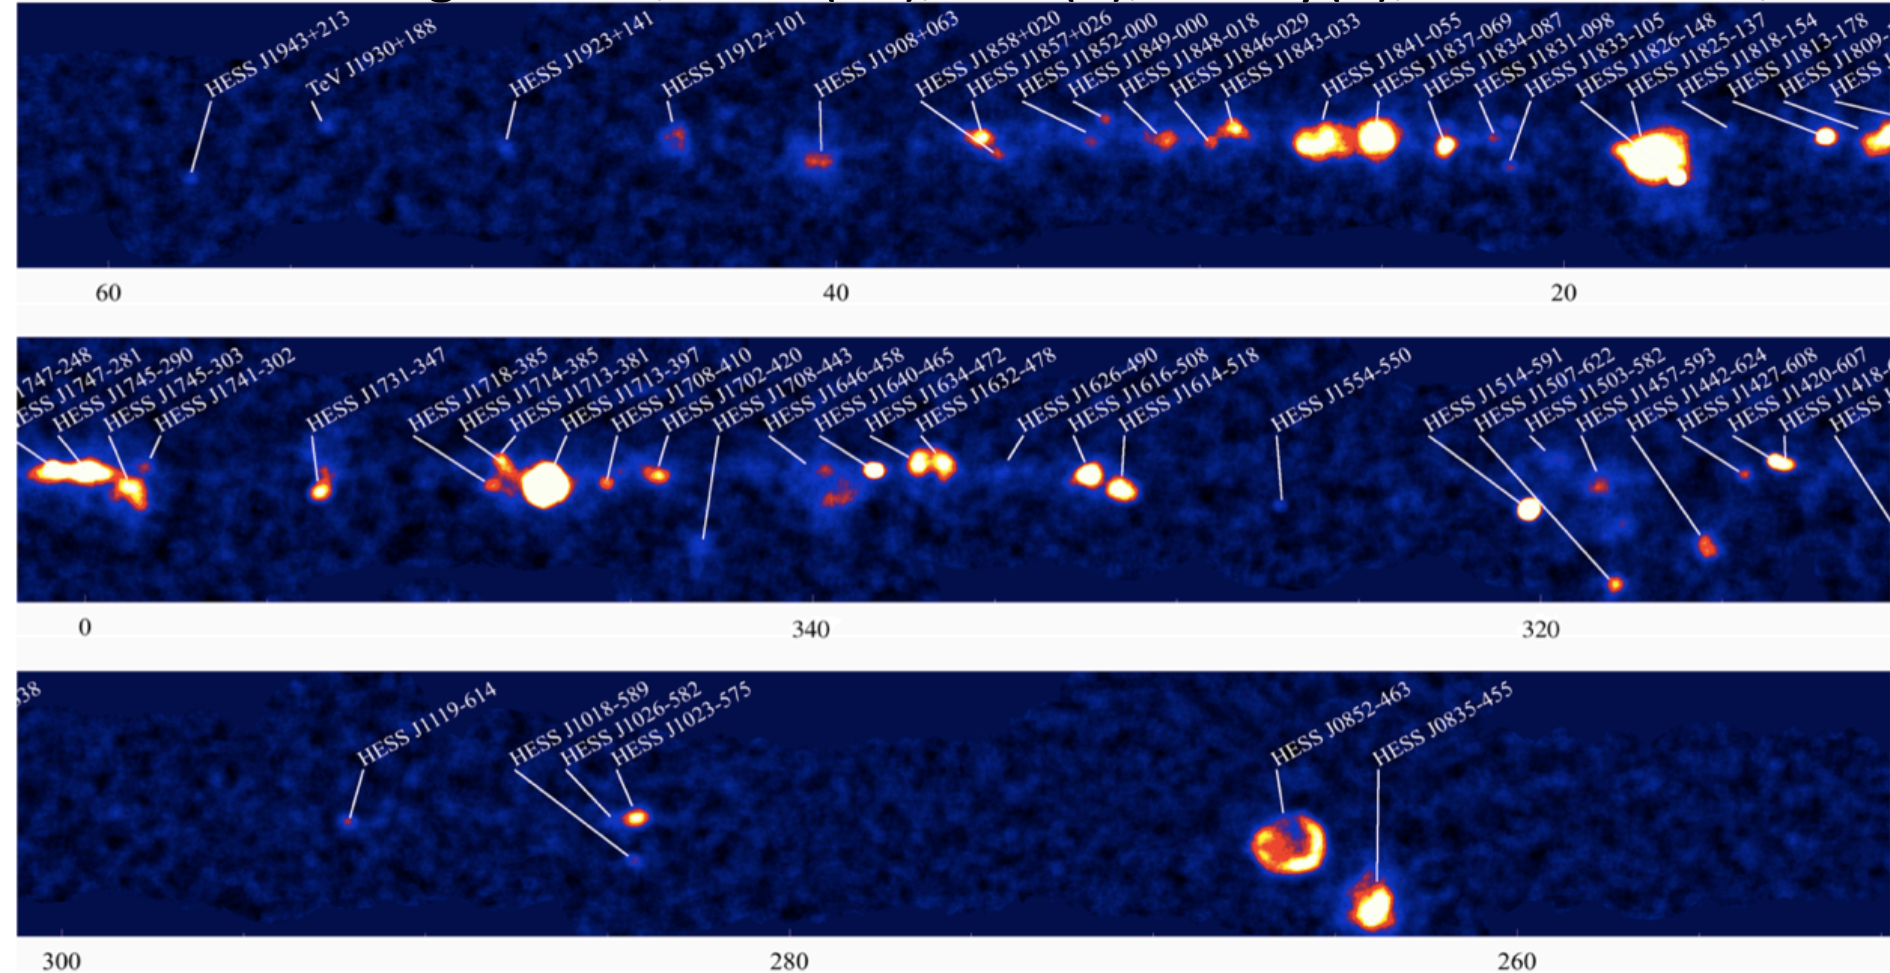 HESS J1943+213
TeV J1930+188
HESS J1923+141
HESS J1912+101
HESS J1908+063
HESS J1858+020
HESS J1857+026
HESS J1852-000
HESS J1849-000
HESS J1848-018
HESS J1846-029
HESS J1843-033
HESS J1841-055
HESS J1837-069
HESS J1834-087
HESS J1831-098
HESS J1833-105
HESS J1826-148
HESS J1825-137
HESS J1818-154
HESS J1813-178
HESS J1809-1
60
40
20
J1747-248
HESS J1747-281
HESS J1745-290
HESS J1745-303
HESS J1741-302
HESS J1731-347
HESS J1718-385
HESS J1714-385
HESS J1713-381
HESS J1713-397
HESS J1708-410
HESS J1702-420
HESS J1708-443
HESS J1646-458
HESS J1640-465
HESS J1634-472
HESS J1632-478
HESS J1626-490
HESS J1616-508
HESS J1614-518
HESS J1554-550
HESS J1514-591
HESS J1507-622
HESS J1503-582
HESS J1457-593
HESS J1442-624
HESS J1427-608
HESS J1420-607
HESS J1418-6
0
340
320
38
HESS J1119-614
HESS J1018-589
HESS J1026-582
HESS J1023-575
HESS J0852-463
HESS J0835-455
300
280
260